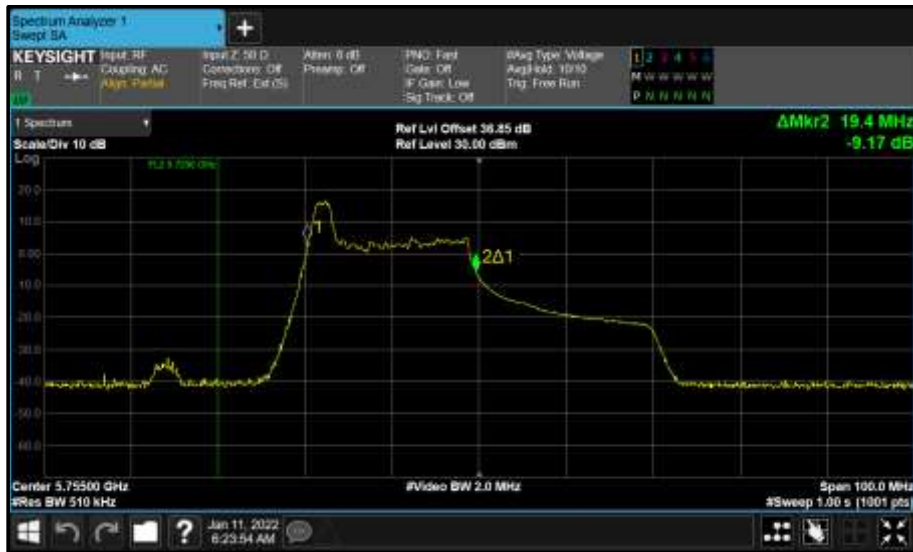 Spectrum Analyzer 1
Swept SA
+
KEYSIGHT
R T
Input: RF
Coupling: AC
Align: Partial
Input Z: 50 Ω
Corrections: Off
Freq Ref: Ext (S)
Atten: 6 dB
Preamp: Off
PNO: Fast
Gate: Off
IF Gain: Low
Sig Track: Off
#Avg Type: Voltage
Avg|Hold: 10/10
Trig: Free Run
1 2 3 4 5 6
M W W W W W
P N N N N N
1 Spectrum
Scale/Div 10 dB
Ref Lvl Offset 36.85 dB
Ref Level 30.00 dBm
ΔMkr2 19.4 MHz
-9.17 dB
Log
20.0
10.0
0.00
-10.0
-20.0
-30.0
-40.0
-50.0
-60.0
1
2Δ1
Center 5.75500 GHz
#Res BW 510 kHz
#Video BW 2.0 MHz
Span 100.0 MHz
#Sweep 1.00 s (1001 pts)
?
Jan 11, 2022
6:23:54 AM